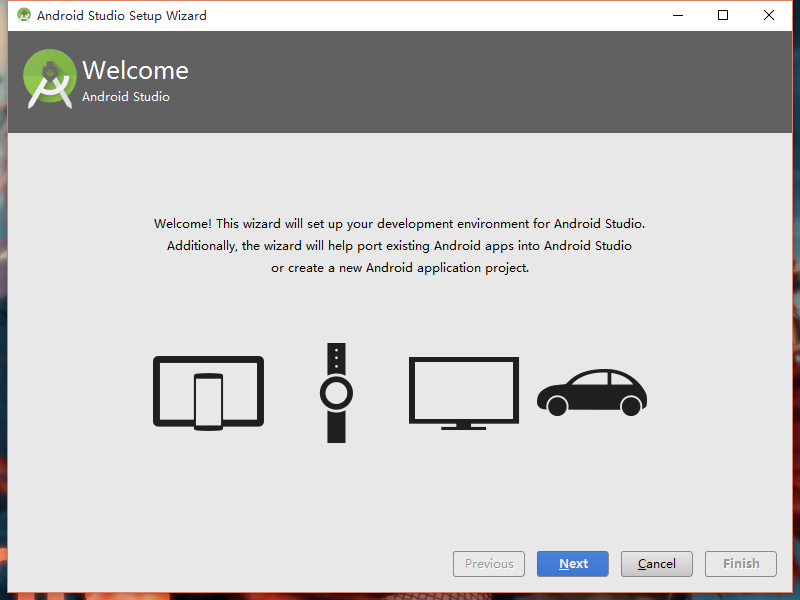 Android Studio Setup Wizard
Welcome
Android Studio
Welcome! This wizard will set up your development environment for Android Studio.
Additionally, the wizard will help port existing Android apps into Android Studio
or create a new Android application project.
Previous
Next
Cancel
Finish